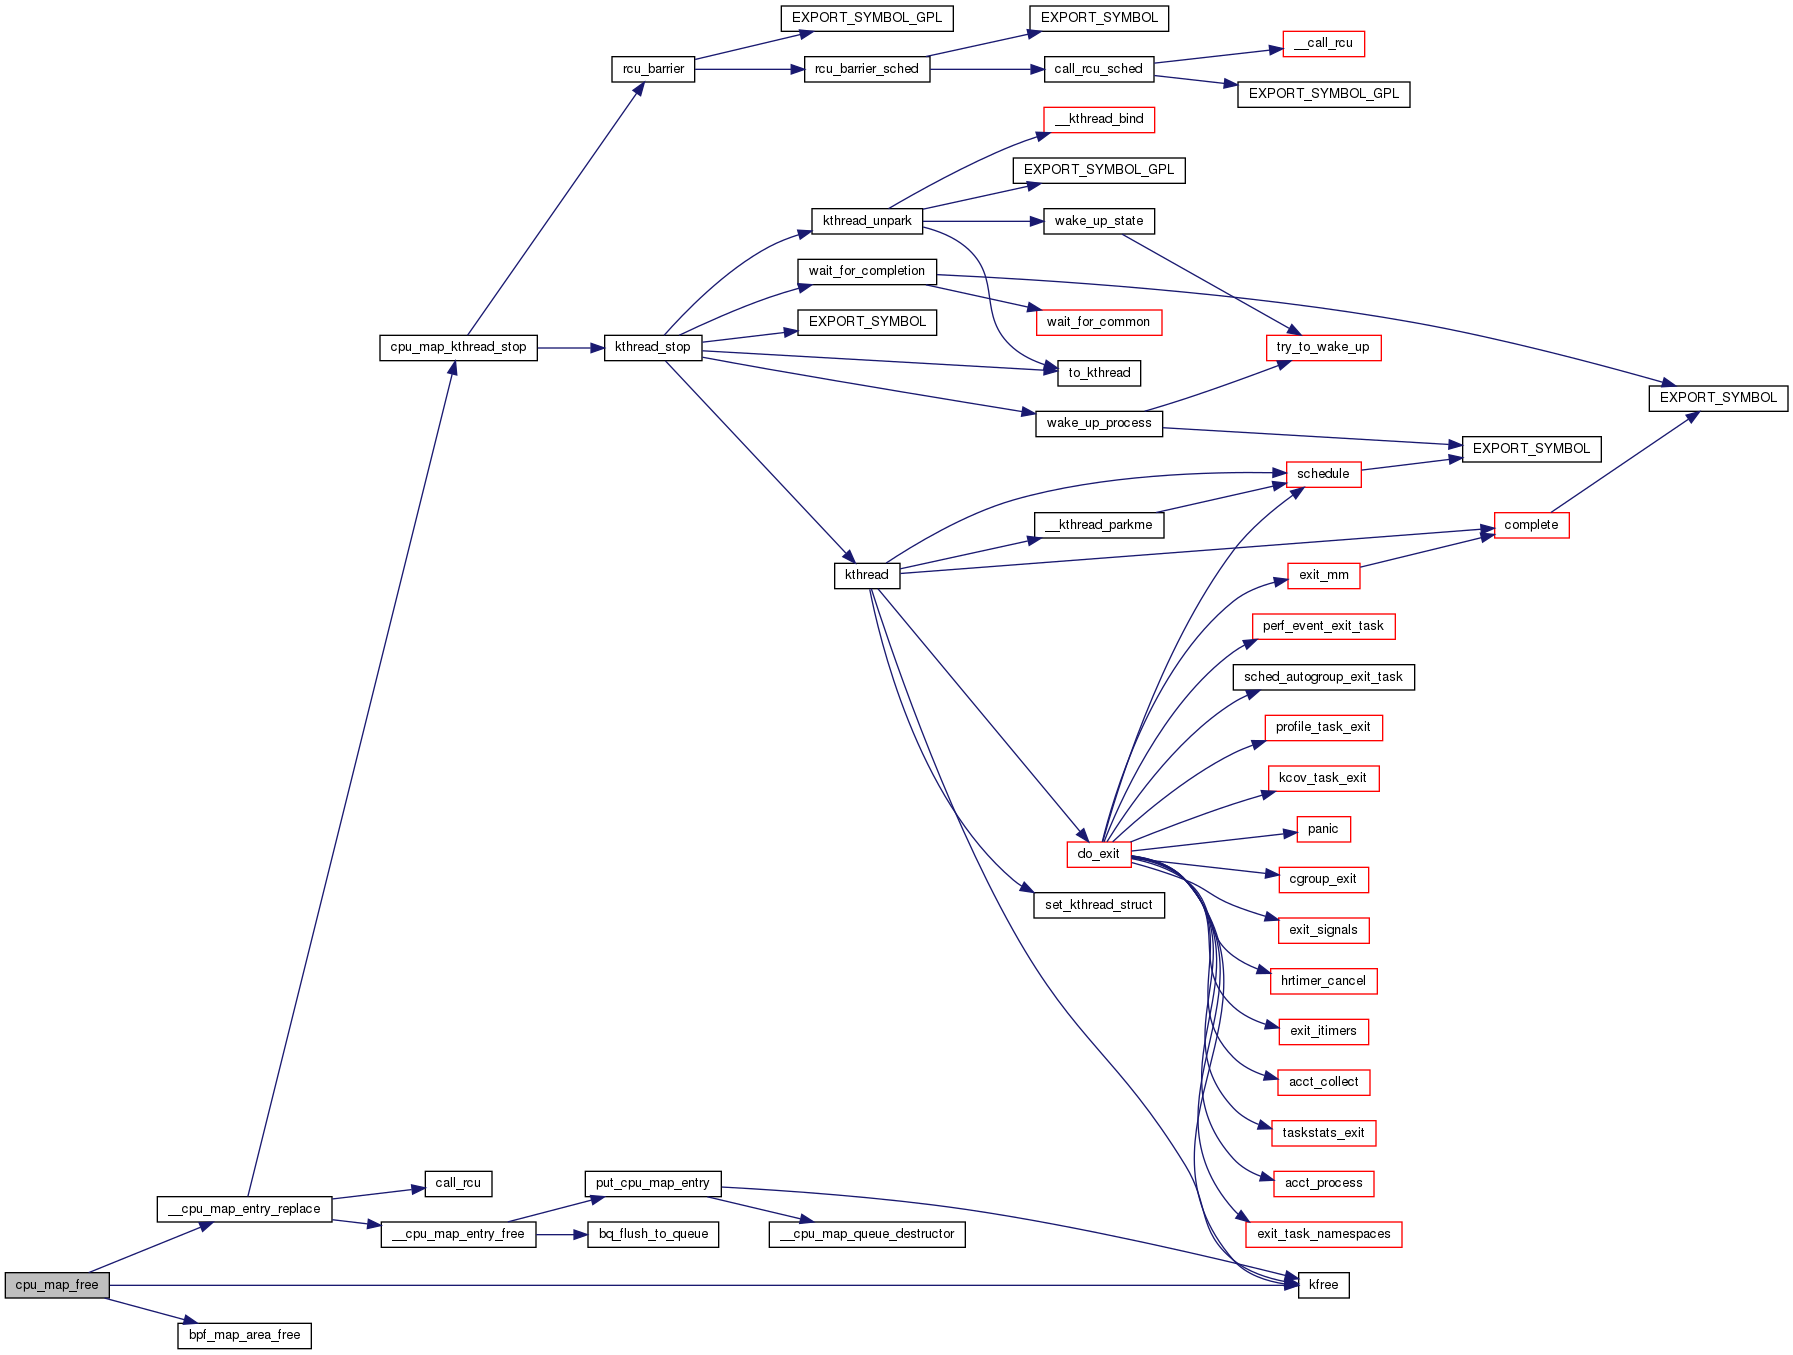 EXPORT_SYMBOL_GPL
EXPORT_SYMBOL
__call_rcu
rcu_barrier
rcu_barrier_sched
call_rcu_sched
EXPORT_SYMBOL_GPL
__kthread_bind
EXPORT_SYMBOL_GPL
kthread_unpark
wake_up_state
wait_for_completion
EXPORT_SYMBOL
wait_for_common
cpu_map_kthread_stop
kthread_stop
try_to_wake_up
to_kthread
EXPORT_SYMBOL
wake_up_process
EXPORT_SYMBOL
schedule
__kthread_parkme
complete
kthread
exit_mm
perf_event_exit_task
sched_autogroup_exit_task
profile_task_exit
kcov_task_exit
panic
do_exit
cgroup_exit
set_kthread_struct
exit_signals
hrtimer_cancel
exit_itimers
acct_collect
taskstats_exit
call_rcu
put_cpu_map_entry
acct_process
__cpu_map_entry_replace
__cpu_map_entry_free
bq_flush_to_queue
__cpu_map_queue_destructor
exit_task_namespaces
cpu_map_free
kfree
bpf_map_area_free